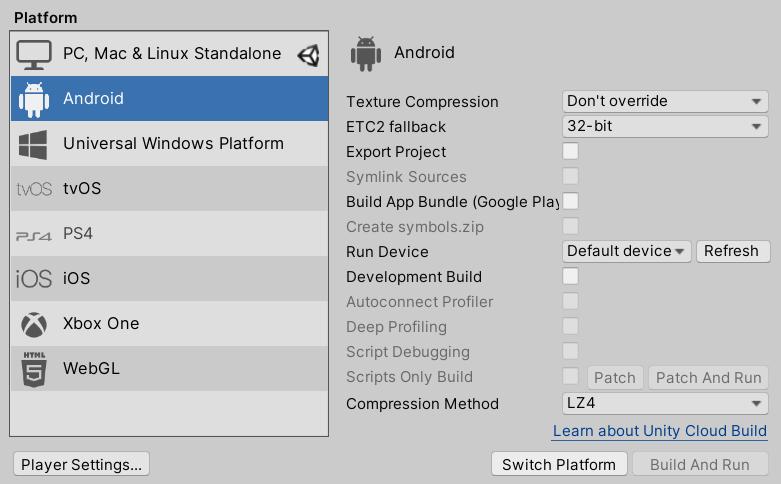 Platform
PC, Mac & Linux Standalone
Android
Universal Windows Platform
tvOS tvOS
PS4 PS4
iOS iOS
Xbox One
HTML 5 WebGL
Android
Texture Compression Don't override
ETC2 fallback 32-bit
Export Project
Symlink Sources
Build App Bundle (Google Play
Create symbols.zip
Run Device Default device Refresh
Development Build
Autoconnect Profiler
Deep Profiling
Script Debugging
Scripts Only Build Patch Patch And Run
Compression Method LZ4
Learn about Unity Cloud Build
Player Settings... Switch Platform Build And Run